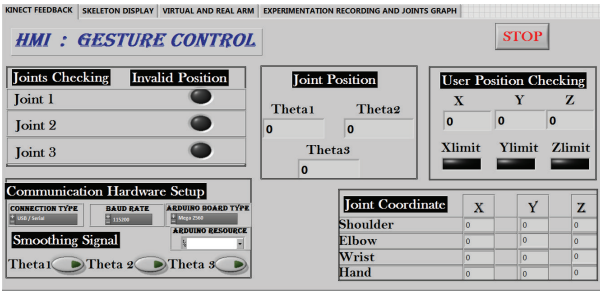 KINECT FEEDBACK SKELETON DISPLAY VIRTUAL AND REAL ARM EXPERIMENTATION RECORDING AND JOINTS GRAPH
HMI : GESTURE CONTROL
STOP
Joints Checking Invalid Position
Joint 1
Joint 2
Joint 3
Joint Position
Theta1 Theta2
0 0
Theta3
0
User Position Checking
X Y Z
0 0 0
Xlimit Ylimit Zlimit
Communication Hardware Setup
CONNECTION TYPE BAUD RATE ARDUINO BOARD TYPE
USB / Serial 115200 Mega 2560
ARDUINO RESOURCE
Smoothing Signal
Theta1 Theta 2 Theta 3
Joint Coordinate X Y Z
Shoulder 0 0 0
Elbow 0 0 0
Wrist 0 0 0
Hand 0 0 0